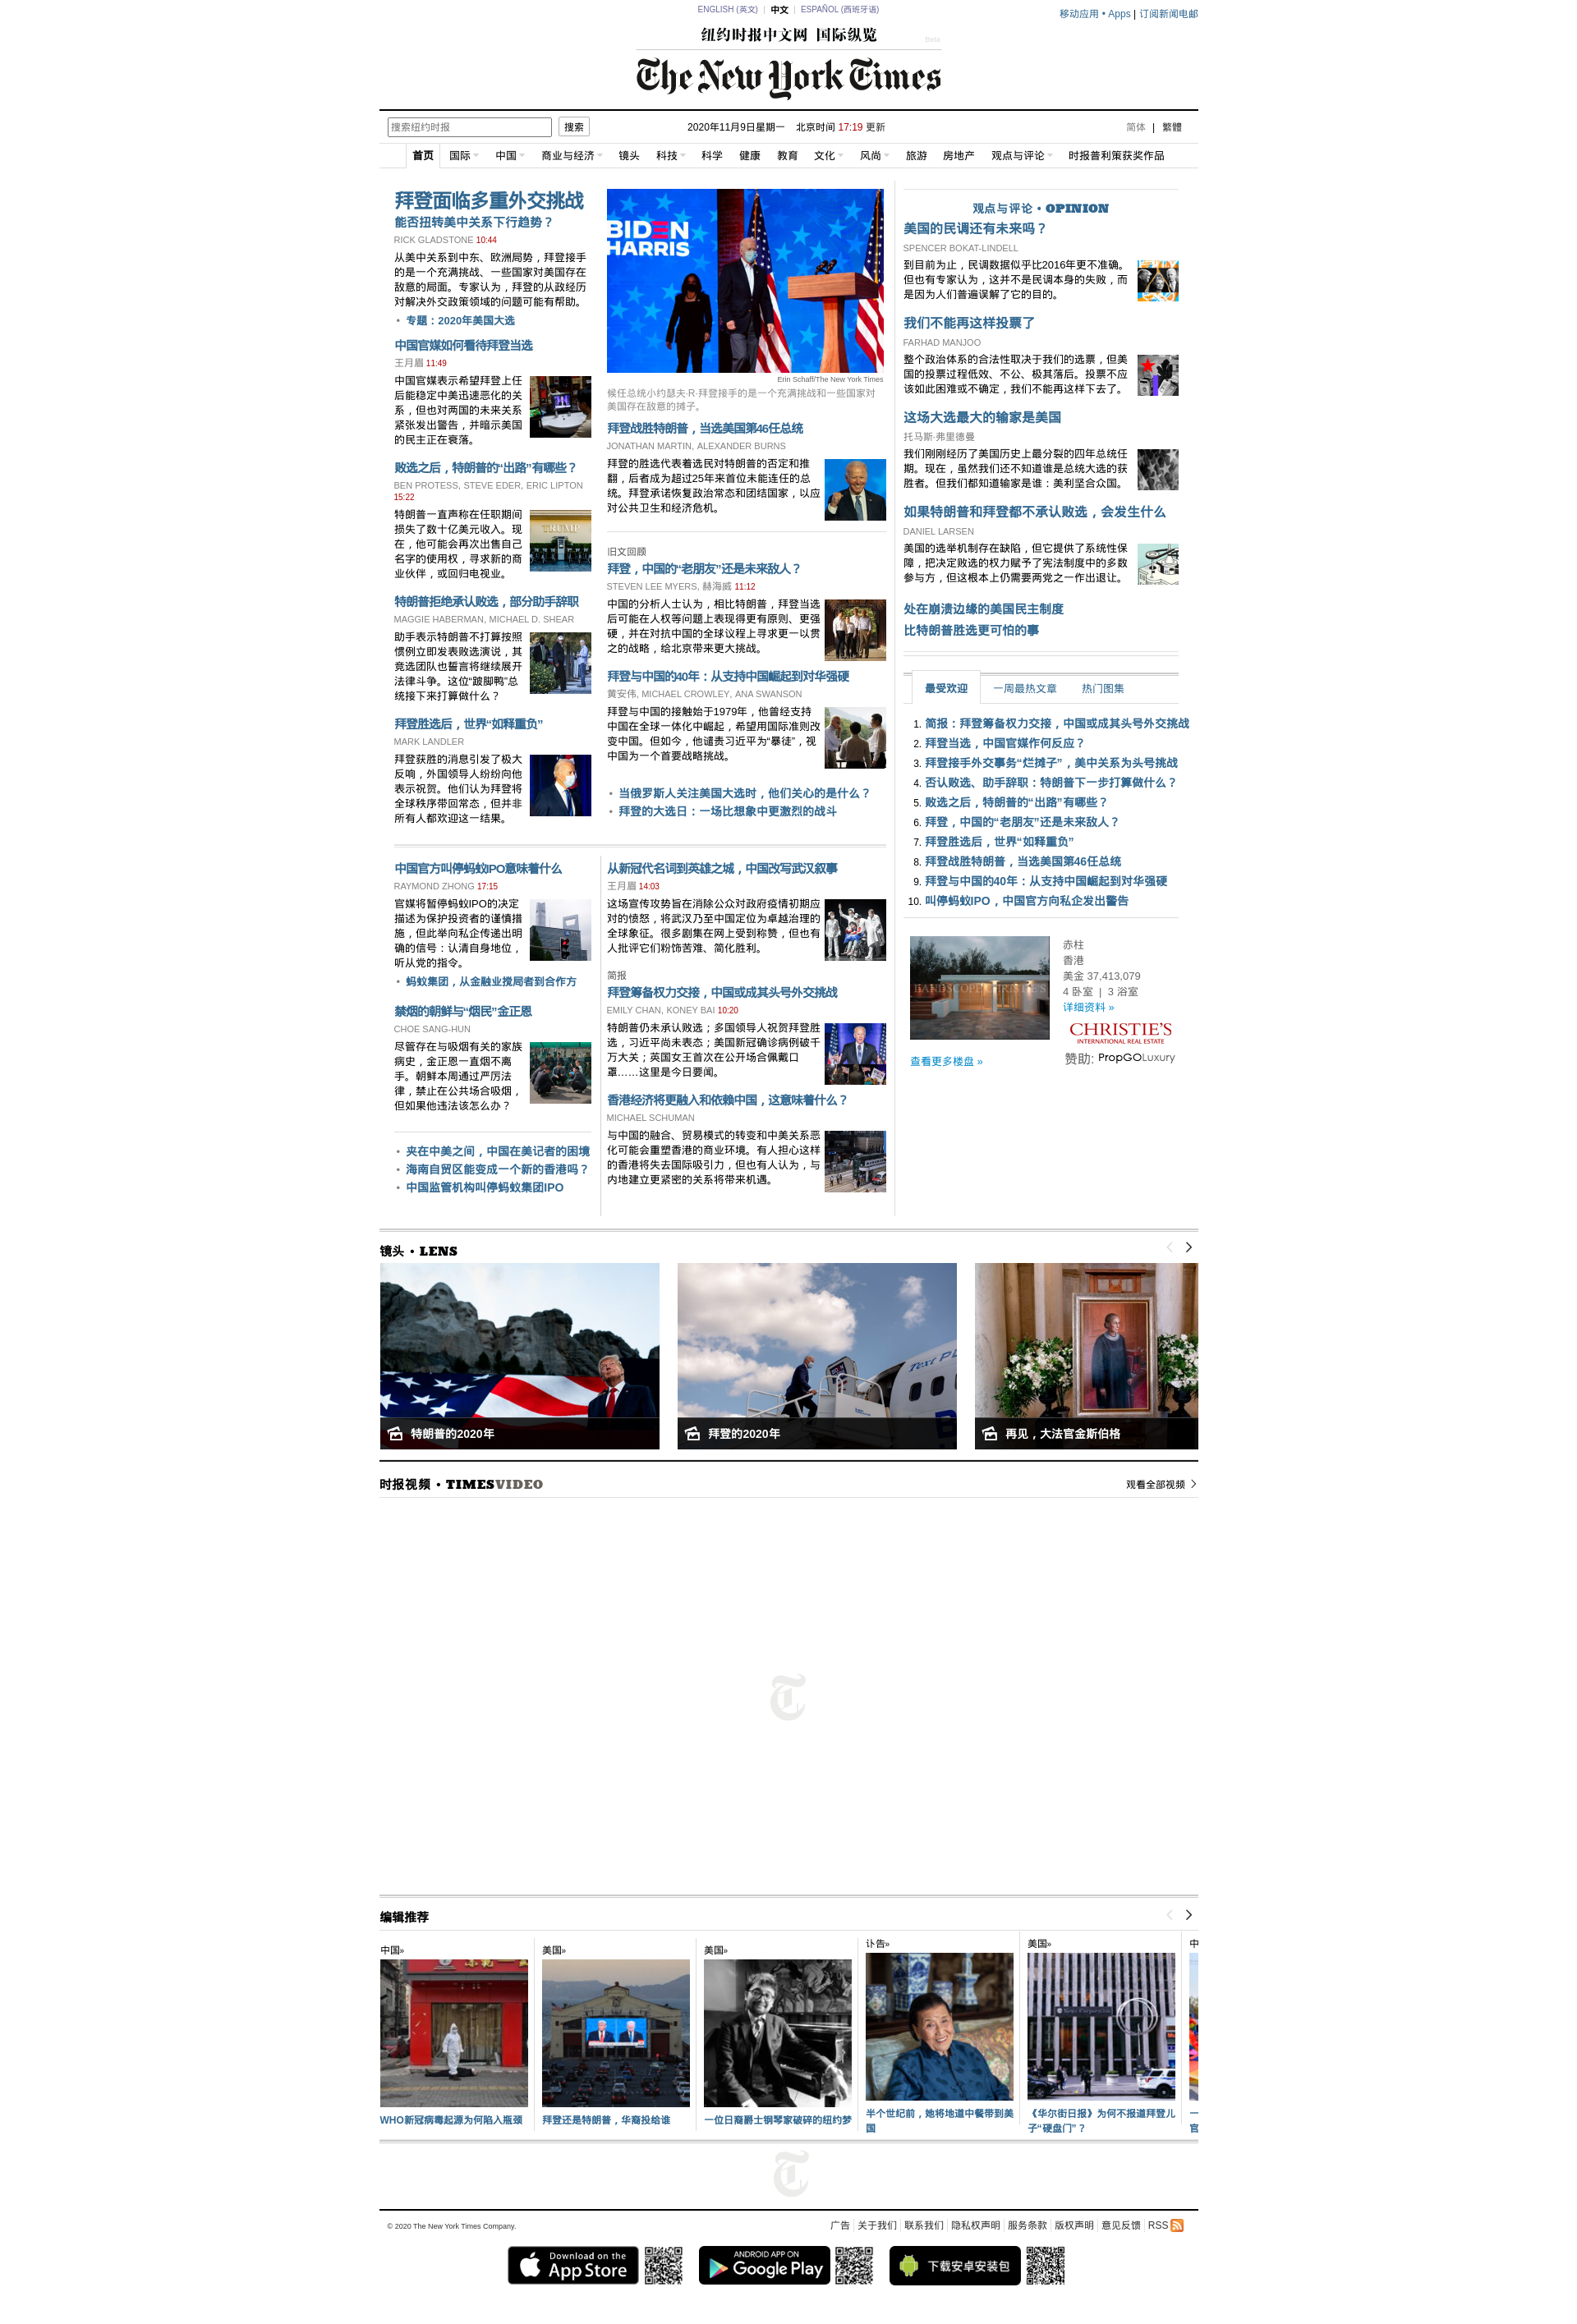 ENGLISH (英文) | 中文 | ESPAÑOL (西班牙语)
移动应用 • Apps | 订阅新闻电邮
纽约时报中文网 国际纵览
Beta
The New York Times
搜索纽约时报 搜索 2020年11月9日星期一 北京时间 17:19 更新 简体 | 繁體
首页 国际 中国 商业与经济 镜头 科技 科学 健康 教育 文化 风尚 旅游 房地产 观点与评论 时报普利策获奖作品
拜登面临多重外交挑战
能否扭转美中关系下行趋势？
RICK GLADSTONE 10:44
从美中关系到中东、欧洲局势，拜登接手
的是一个充满挑战、一些国家对美国存在
敌意的局面。专家认为，拜登的从政经历
对解决外交政策领域的问题可能有帮助。
• 专题：2020年美国大选
中国官媒如何看待拜登当选
王月眉 11:49
中国官媒表示希望拜登上任
后能稳定中美迅速恶化的关
系，但也对两国的未来关系
紧张发出警告，并暗示美国
的民主正在衰落。
败选之后，特朗普的“出路”有哪些？
BEN PROTESS, STEVE EDER, ERIC LIPTON
15:22
特朗普一直声称在任职期间
损失了数十亿美元收入。现
在，他可能会再次出售自己
名字的使用权，寻求新的商
业伙伴，或回归电视业。
TRUMP
特朗普拒绝承认败选，部分助手辞职
MAGGIE HABERMAN, MICHAEL D. SHEAR
助手表示特朗普不打算按照
惯例立即发表败选演说，其
竞选团队也誓言将继续展开
法律斗争。这位“跛脚鸭”总
统接下来打算做什么？
拜登胜选后，世界“如释重负”
MARK LANDLER
拜登获胜的消息引发了极大
反响，外国领导人纷纷向他
表示祝贺。他们认为拜登将
全球秩序带回常态，但并非
所有人都欢迎这一结果。
BIDEN
HARRIS
Erin Schaff/The New York Times
候任总统小约瑟夫·R·拜登接手的是一个充满挑战和一些国家对
美国存在敌意的摊子。
拜登战胜特朗普，当选美国第46任总统
JONATHAN MARTIN, ALEXANDER BURNS
拜登的胜选代表着选民对特朗普的否定和推
翻，后者成为超过25年来首位未能连任的总
统。拜登承诺恢复政治常态和团结国家，以应
对公共卫生和经济危机。
旧文回顾
拜登，中国的“老朋友”还是未来敌人？
STEVEN LEE MYERS, 赫海威 11:12
中国的分析人士认为，相比特朗普，拜登当选
后可能在人权等问题上表现得更有原则、更强
硬，并在对抗中国的全球议程上寻求更一以贯
之的战略，给北京带来更大挑战。
拜登与中国的40年：从支持中国崛起到对华强硬
黄安伟, MICHAEL CROWLEY, ANA SWANSON
拜登与中国的接触始于1979年，他曾经支持
中国在全球一体化中崛起，希望用国际准则改
变中国。但如今，他谴责习近平为“暴徒”，视
中国为一个首要战略挑战。
• 当俄罗斯人关注美国大选时，他们关心的是什么？
• 拜登的大选日：一场比想象中更激烈的战斗
观点与评论 • OPINION
美国的民调还有未来吗？
SPENCER BOKAT-LINDELL
到目前为止，民调数据似乎比2016年更不准确。
但也有专家认为，这并不是民调本身的失败，而
是因为人们普遍误解了它的目的。
我们不能再这样投票了
FARHAD MANJOO
整个政治体系的合法性取决于我们的选票，但美
国的投票过程低效、不公、极其落后。投票不应
该如此困难或不确定，我们不能再这样下去了。
这场大选最大的输家是美国
托马斯·弗里德曼
我们刚刚经历了美国历史上最分裂的四年总统任
期。现在，虽然我们还不知道谁是总统大选的获
胜者。但我们都知道输家是谁：美利坚合众国。
如果特朗普和拜登都不承认败选，会发生什么
DANIEL LARSEN
美国的选举机制存在缺陷，但它提供了系统性保
障，把决定败选的权力赋予了宪法制度中的多数
参与方，但这根本上仍需要两党之一作出退让。
处在崩溃边缘的美国民主制度
比特朗普胜选更可怕的事
最受欢迎 一周最热文章 热门图集
1. 简报：拜登筹备权力交接，中国或成其头号外交挑战
2. 拜登当选，中国官媒作何反应？
3. 拜登接手外交事务“烂摊子”，美中关系为头号挑战
4. 否认败选、助手辞职：特朗普下一步打算做什么？
5. 败选之后，特朗普的“出路”有哪些？
6. 拜登，中国的“老朋友”还是未来敌人？
7. 拜登胜选后，世界“如释重负”
8. 拜登战胜特朗普，当选美国第46任总统
9. 拜登与中国的40年：从支持中国崛起到对华强硬
10. 叫停蚂蚁IPO，中国官方向私企发出警告
中国官方叫停蚂蚁IPO意味着什么
RAYMOND ZHONG 17:15
官媒将暂停蚂蚁IPO的决定
描述为保护投资者的谨慎措
施，但此举向私企传递出明
确的信号：认清自身地位，
听从党的指令。
• 蚂蚁集团，从金融业搅局者到合作方
禁烟的朝鲜与“烟民”金正恩
CHOE SANG-HUN
尽管存在与吸烟有关的家族
病史，金正恩一直烟不离
手。朝鲜本周通过严厉法
律，禁止在公共场合吸烟，
但如果他违法该怎么办？
• 夹在中美之间，中国在美记者的困境
• 海南自贸区能变成一个新的香港吗？
• 中国监管机构叫停蚂蚁集团IPO
从新冠代名词到英雄之城，中国改写武汉叙事
王月眉 14:03
这场宣传攻势旨在消除公众对政府疫情初期应
对的愤怒，将武汉乃至中国定位为卓越治理的
全球象征。很多剧集在网上受到称赞，但也有
人批评它们粉饰苦难、简化胜利。
简报
拜登筹备权力交接，中国或成其头号外交挑战
EMILY CHAN, KONEY BAI 10:20
特朗普仍未承认败选；多国领导人祝贺拜登胜
选，习近平尚未表态；美国新冠确诊病例破千
万大关；英国女王首次在公开场合佩戴口
罩……这里是今日要闻。
香港经济将更融入和依赖中国，这意味着什么？
MICHAEL SCHUMAN
与中国的融合、贸易模式的转变和中美关系恶
化可能会重塑香港的商业环境。有人担心这样
的香港将失去国际吸引力，但也有人认为，与
内地建立更紧密的关系将带来机遇。
赤柱
香港
美金 37,413,079
4 卧室 | 3 浴室
详细资料 »
CHRISTIE'S
INTERNATIONAL REAL ESTATE
赞助: PropGOLuxury
查看更多楼盘 »
镜头 • LENS
Text
特朗普的2020年
拜登的2020年
再见，大法官金斯伯格
时报视频 • TIMESVIDEO
观看全部视频
编辑推荐
中国» 美国» 美国» 讣告» 美国» 中
WHO新冠病毒起源为何陷入瓶颈
拜登还是特朗普，华裔投给谁
一位日裔爵士钢琴家破碎的纽约梦
半个世纪前，她将地道中餐带到美
国
《华尔街日报》为何不报道拜登儿
子“硬盘门”？
一
官
© 2020 The New York Times Company.
广告 关于我们 联系我们 隐私权声明 服务条款 版权声明 意见反馈 RSS
Download on the
App Store
ANDROID APP ON
Google Play
下载安卓安装包